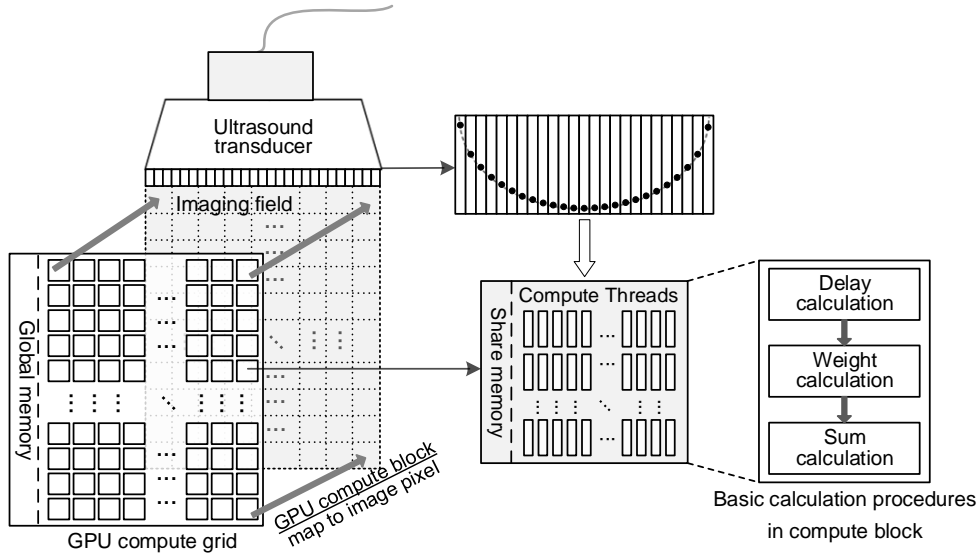 Ultrasound
transducer
Imaging field
Global memory
GPU compute grid
GPU compute block
map to image pixel
Share memory
Compute Threads
Delay
calculation
Weight
calculation
Sum
calculation
Basic calculation procedures
in compute block